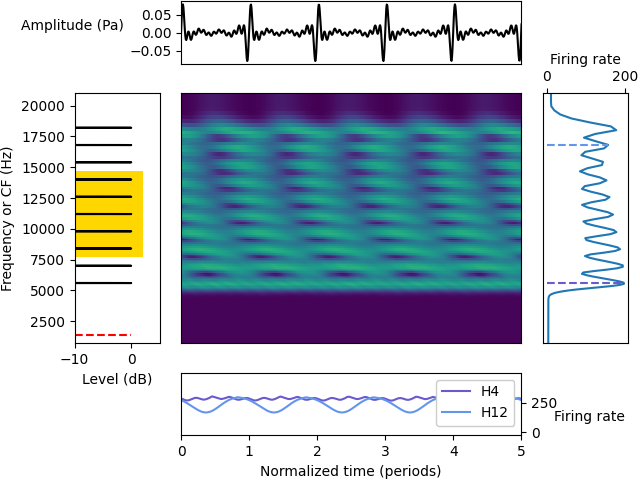 Amplitude (Pa)
0.05
0.00
−0.05
Firing rate
0 200
20000
17500
15000
12500
10000
7500
5000
2500
Frequency or CF (Hz)
−10 0
Level (dB)
H4
H12
250
0
Firing rate
0 1 2 3 4 5
Normalized time (periods)